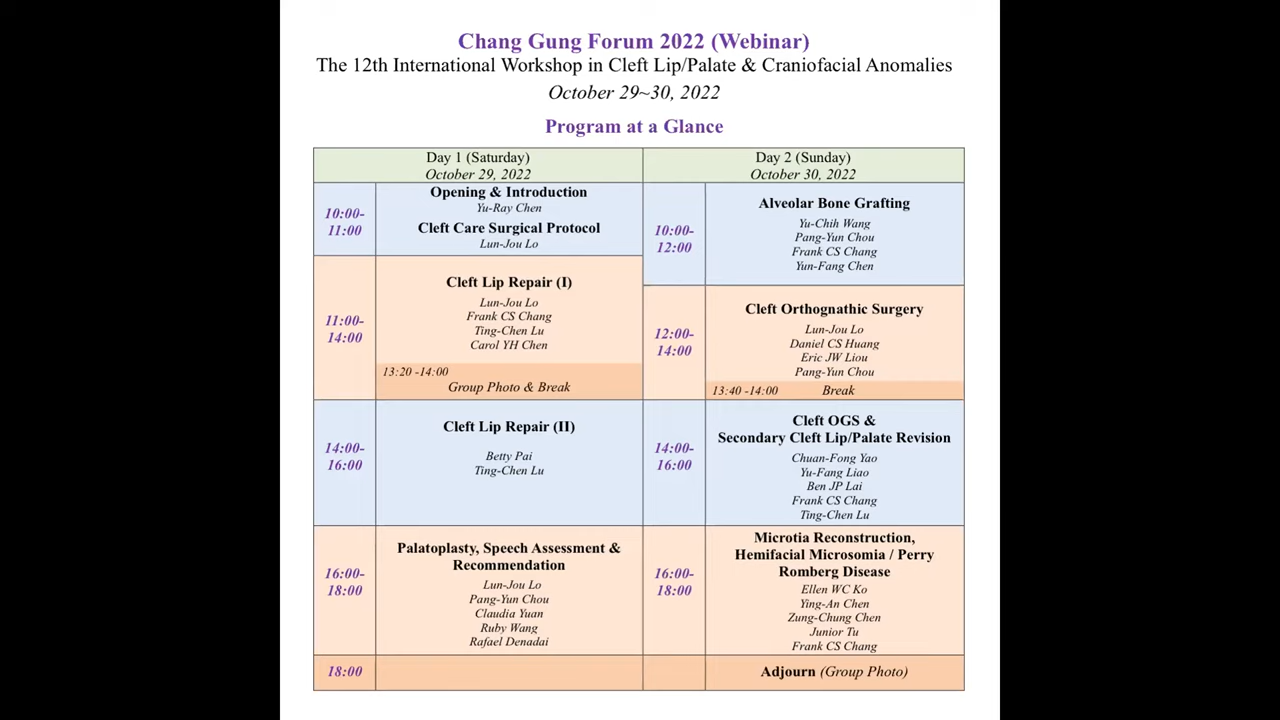 Chang Gung Forum 2022 (Webinar)
The 12th International Workshop in Cleft Lip/Palate & Craniofacial Anomalies
October 29~30, 2022
Program at a Glance
Day 1 (Saturday)
October 29, 2022
Day 2 (Sunday)
October 30, 2022
10:00-
11:00
Opening & Introduction
Yu-Ray Chen
Cleft Care Surgical Protocol
Lun-Jou Lo
10:00-
12:00
Alveolar Bone Grafting
Yu-Chih Wang
Pang-Yun Chou
Frank CS Chang
Yun-Fang Chen
11:00-
14:00
Cleft Lip Repair (I)
Lun-Jou Lo
Frank CS Chang
Ting-Chen Lu
Carol YH Chen
13:20 -14:00
Group Photo & Break
12:00-
14:00
Cleft Orthognathic Surgery
Lun-Jou Lo
Daniel CS Huang
Eric JW Liou
Pang-Yun Chou
13:40 -14:00 Break
14:00-
16:00
Cleft Lip Repair (II)
Betty Pai
Ting-Chen Lu
14:00-
16:00
Cleft OGS &
Secondary Cleft Lip/Palate Revision
Chuan-Fong Yao
Yu-Fang Liao
Ben JP Lai
Frank CS Chang
Ting-Chen Lu
16:00-
18:00
Palatoplasty, Speech Assessment &
Recommendation
Lun-Jou Lo
Pang-Yun Chou
Claudia Yuan
Ruby Wang
Rafael Denadai
16:00-
18:00
Microtia Reconstruction,
Hemifacial Microsomia / Perry
Romberg Disease
Ellen WC Ko
Ying-An Chen
Zung-Chung Chen
Junior Tu
Frank CS Chang
18:00
Adjourn (Group Photo)